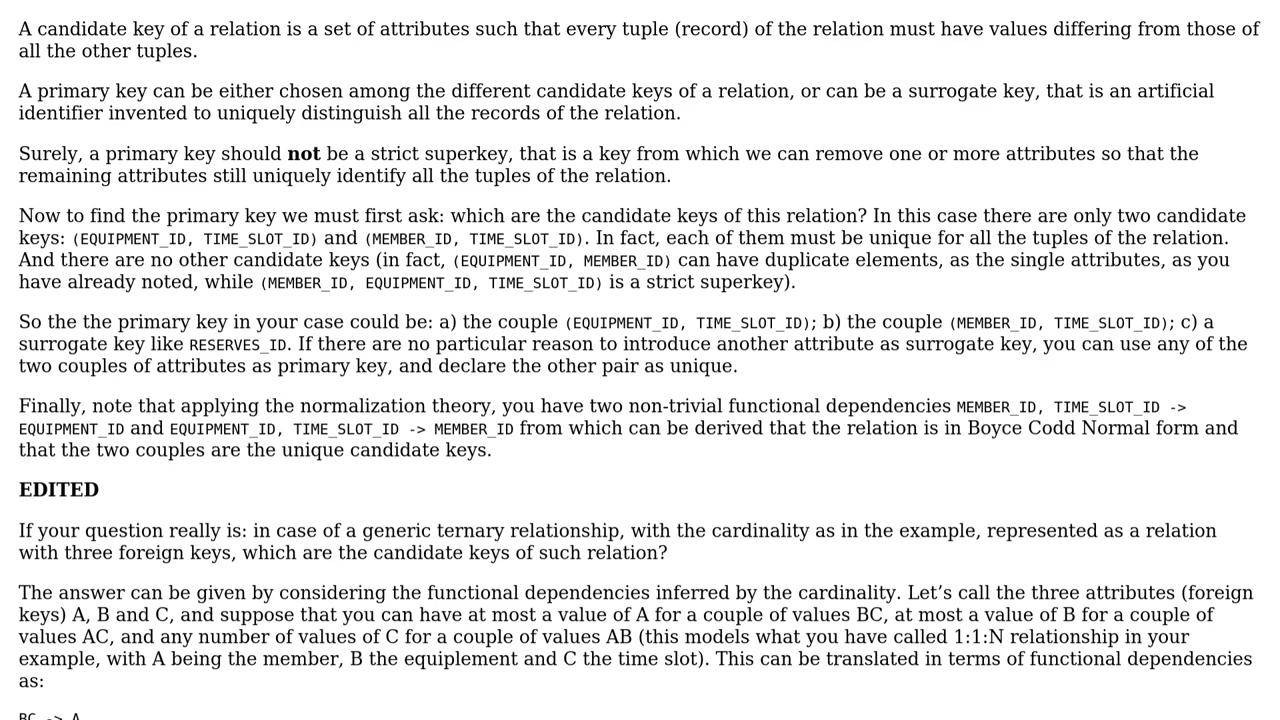 A candidate key of a relation is a set of attributes such that every tuple (record) of the relation must have values differing from those of
all the other tuples.
A primary key can be either chosen among the different candidate keys of a relation, or can be a surrogate key, that is an artificial
identifier invented to uniquely distinguish all the records of the relation.
Surely, a primary key should not be a strict superkey, that is a key from which we can remove one or more attributes so that the
remaining attributes still uniquely identify all the tuples of the relation.
Now to find the primary key we must first ask: which are the candidate keys of this relation? In this case there are only two candidate
keys: (EQUIPMENT_ID, TIME_SLOT_ID) and (MEMBER_ID, TIME_SLOT_ID). In fact, each of them must be unique for all the tuples of the relation.
And there are no other candidate keys (in fact, (EQUIPMENT_ID, MEMBER_ID) can have duplicate elements, as the single attributes, as you
have already noted, while (MEMBER_ID, EQUIPMENT_ID, TIME_SLOT_ID) is a strict superkey).
So the the primary key in your case could be: a) the couple (EQUIPMENT_ID, TIME_SLOT_ID); b) the couple (MEMBER_ID, TIME_SLOT_ID); c) a
surrogate key like RESERVES_ID. If there are no particular reason to introduce another attribute as surrogate key, you can use any of the
two couples of attributes as primary key, and declare the other pair as unique.
Finally, note that applying the normalization theory, you have two non-trivial functional dependencies MEMBER_ID, TIME_SLOT_ID ->
EQUIPMENT_ID and EQUIPMENT_ID, TIME_SLOT_ID -> MEMBER_ID from which can be derived that the relation is in Boyce Codd Normal form and
that the two couples are the unique candidate keys.
EDITED
If your question really is: in case of a generic ternary relationship, with the cardinality as in the example, represented as a relation
with three foreign keys, which are the candidate keys of such relation?
The answer can be given by considering the functional dependencies inferred by the cardinality. Let’s call the three attributes (foreign
keys) A, B and C, and suppose that you can have at most a value of A for a couple of values BC, at most a value of B for a couple of
values AC, and any number of values of C for a couple of values AB (this models what you have called 1:1:N relationship in your
example, with A being the member, B the equiplement and C the time slot). This can be translated in terms of functional dependencies
as:
BC -> A